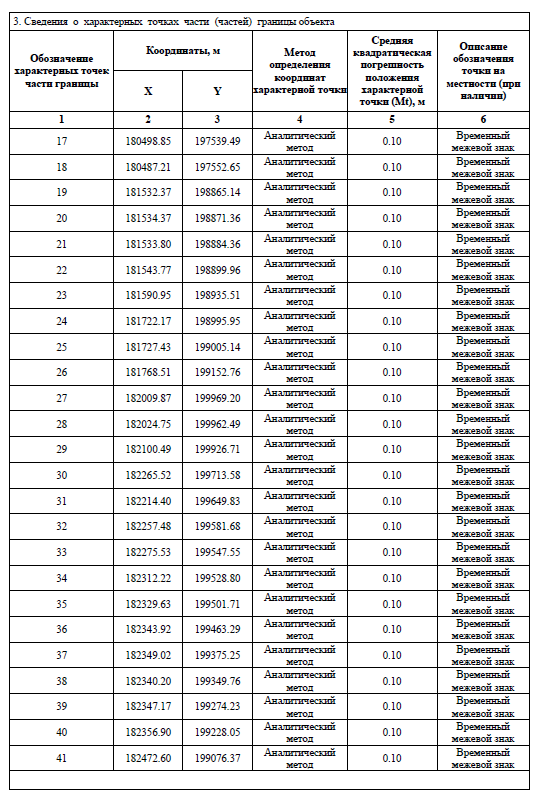 3. Сведения о характерных точках части (частей) границы объекта
Обозначение характерных точек части границы
Координаты, м
Метод определения координат характерной точки
Средняя квадратическая погрешность положения характерной точки (Mt), м
Описание обозначения точки на местности (при наличии)
X Y
1 2 3 4 5 6
17 180498.85 197539.49 Аналитический метод 0.10 Временный межевой знак
18 180487.21 197552.65 Аналитический метод 0.10 Временный межевой знак
19 181532.37 198865.14 Аналитический метод 0.10 Временный межевой знак
20 181534.37 198871.36 Аналитический метод 0.10 Временный межевой знак
21 181533.80 198884.36 Аналитический метод 0.10 Временный межевой знак
22 181543.77 198899.96 Аналитический метод 0.10 Временный межевой знак
23 181590.95 198935.51 Аналитический метод 0.10 Временный межевой знак
24 181722.17 198995.95 Аналитический метод 0.10 Временный межевой знак
25 181727.43 199005.14 Аналитический метод 0.10 Временный межевой знак
26 181768.51 199152.76 Аналитический метод 0.10 Временный межевой знак
27 182009.87 199969.20 Аналитический метод 0.10 Временный межевой знак
28 182024.75 199962.49 Аналитический метод 0.10 Временный межевой знак
29 182100.49 199926.71 Аналитический метод 0.10 Временный межевой знак
30 182265.52 199713.58 Аналитический метод 0.10 Временный межевой знак
31 182214.40 199649.83 Аналитический метод 0.10 Временный межевой знак
32 182257.48 199581.68 Аналитический метод 0.10 Временный межевой знак
33 182275.53 199547.55 Аналитический метод 0.10 Временный межевой знак
34 182312.22 199528.80 Аналитический метод 0.10 Временный межевой знак
35 182329.63 199501.71 Аналитический метод 0.10 Временный межевой знак
36 182343.92 199463.29 Аналитический метод 0.10 Временный межевой знак
37 182349.02 199375.25 Аналитический метод 0.10 Временный межевой знак
38 182340.20 199349.76 Аналитический метод 0.10 Временный межевой знак
39 182347.17 199274.23 Аналитический метод 0.10 Временный межевой знак
40 182356.90 199228.05 Аналитический метод 0.10 Временный межевой знак
41 182472.60 199076.37 Аналитический метод 0.10 Временный межевой знак